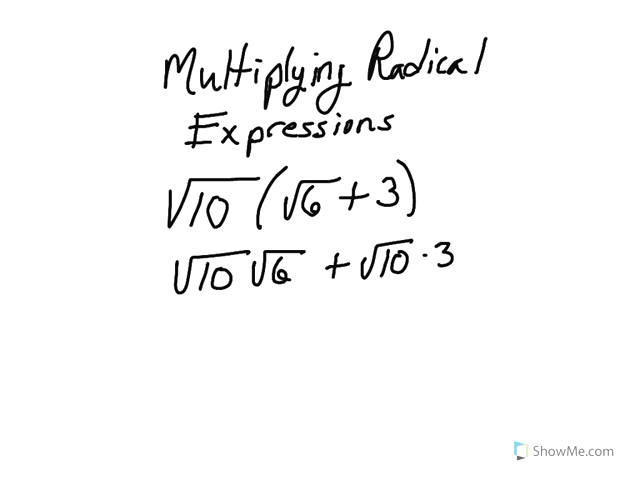 Multiplying Radical
Expressions
√10 (√6 + 3)
√10 √6 + √10 · 3
ShowMe.com